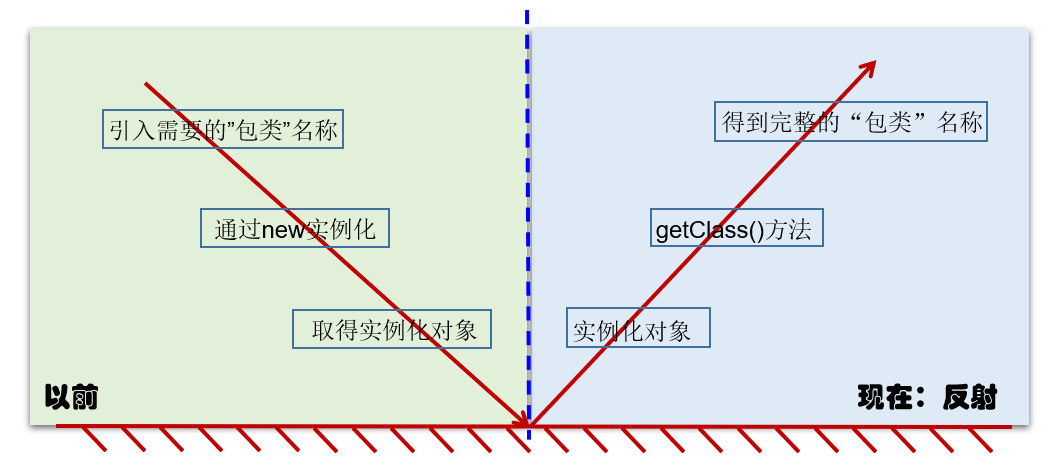 引入需要的”包类”名称
通过new实例化
取得实例化对象
以前
得到完整的“包类”名称
getClass()方法
实例化对象
现在：反射